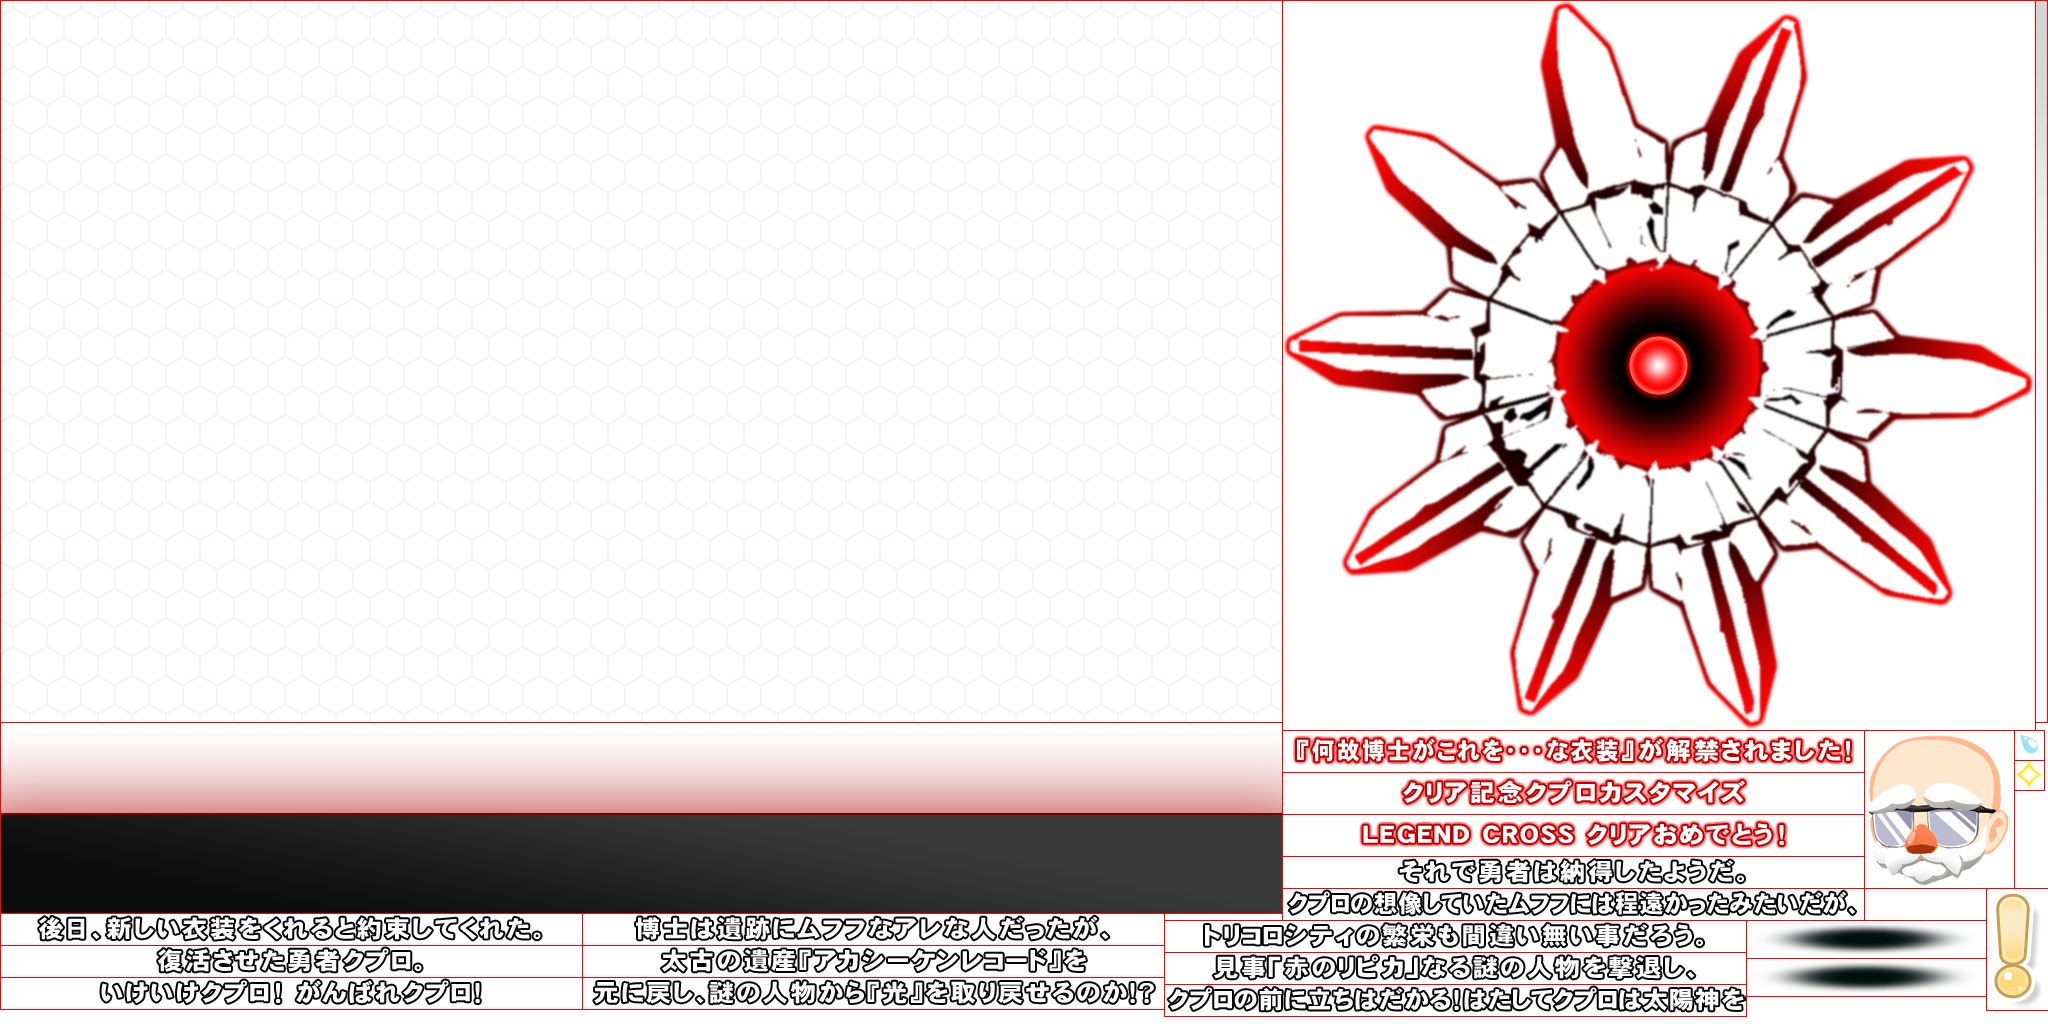 『何故博士がこれを・・・な衣装』が解禁されました！
クリア記念クプロカスタマイズ
LEGEND CROSS クリアおめでとう！
それで勇者は納得したようだ。
クプロの想像していたムフフには程遠かったみたいだが、
後日、新しい衣装をくれると約束してくれた。
復活させた勇者クプロ。
いけいけクプロ！ がんばれクプロ！
博士は遺跡にムフフなアレな人だったが、
太古の遺産『アカシーケンレコード』を
元に戻し、謎の人物から『光』を取り戻せるのか!？
トリコロシティの繁栄も間違い無い事だろう。
見事「赤のリピカ」なる謎の人物を撃退し、
クプロの前に立ちはだかる！はたしてクプロは太陽神を